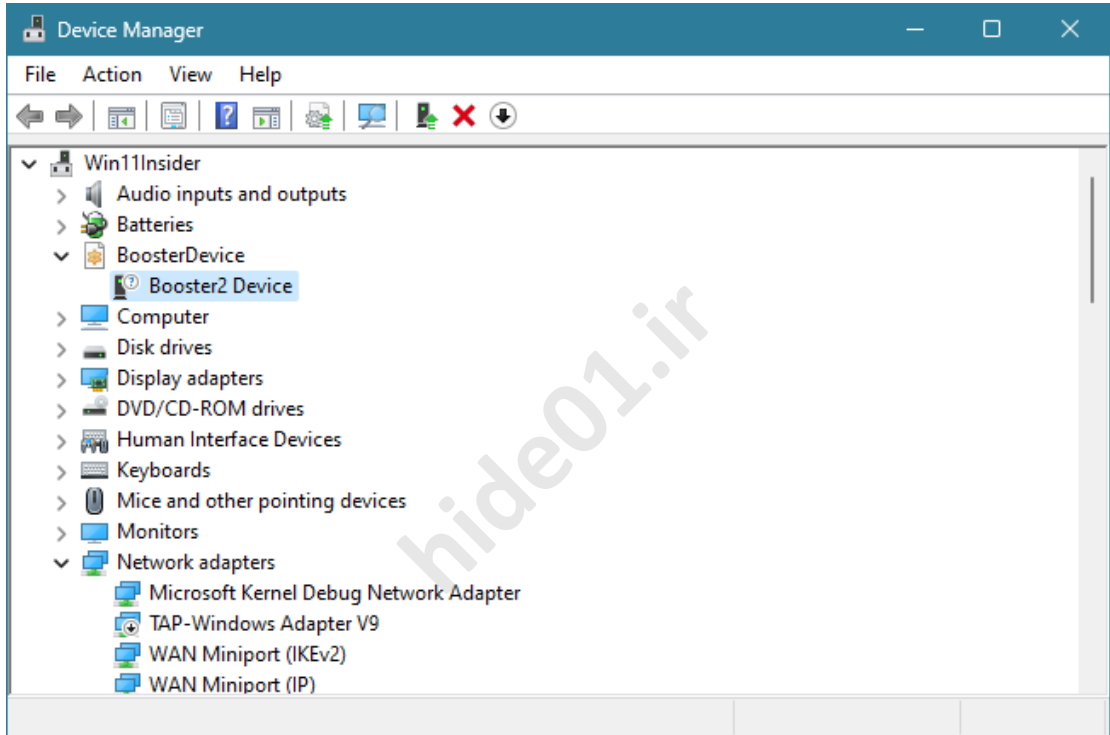 Device Manager
File Action View Help
Win11Insider
Audio inputs and outputs
Batteries
BoosterDevice
Booster2 Device
Computer
Disk drives
Display adapters
DVD/CD-ROM drives
Human Interface Devices
Keyboards
Mice and other pointing devices
Monitors
Network adapters
Microsoft Kernel Debug Network Adapter
TAP-Windows Adapter V9
WAN Miniport (IKEv2)
WAN Miniport (IP)
hide01.ir